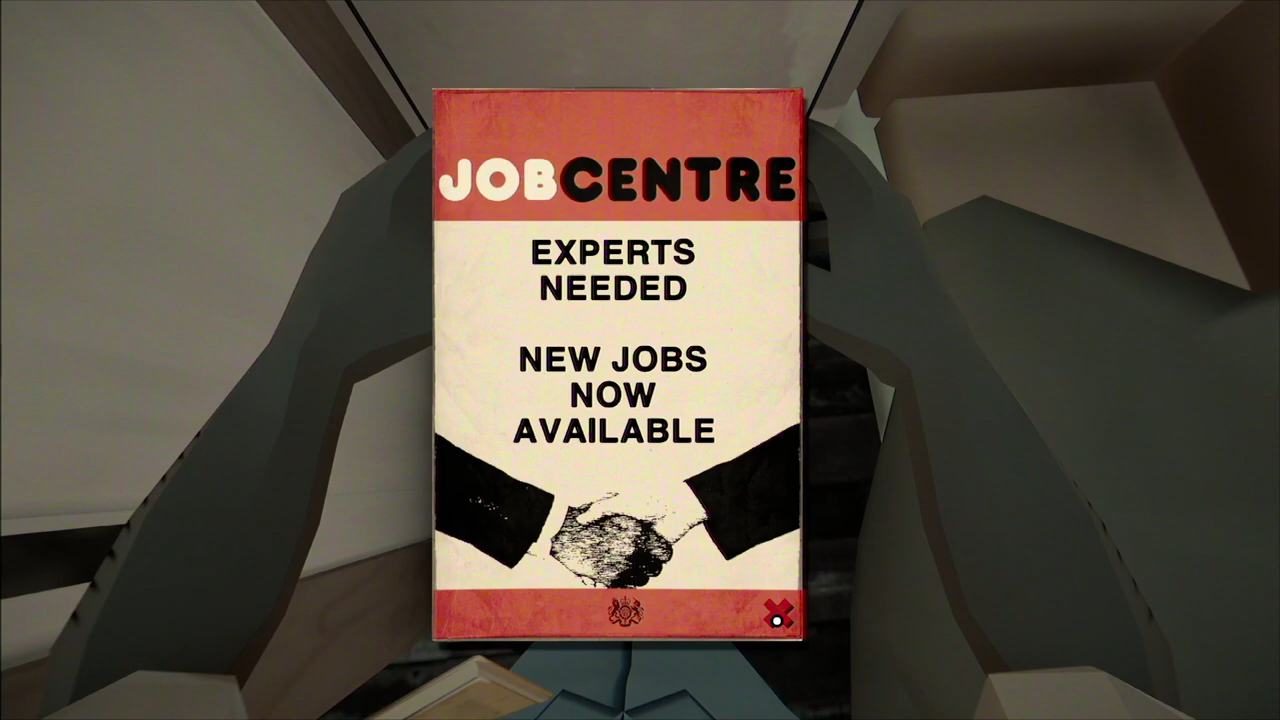 JOBCENTRE
EXPERTS
NEEDED
NEW JOBS
NOW
AVAILABLE